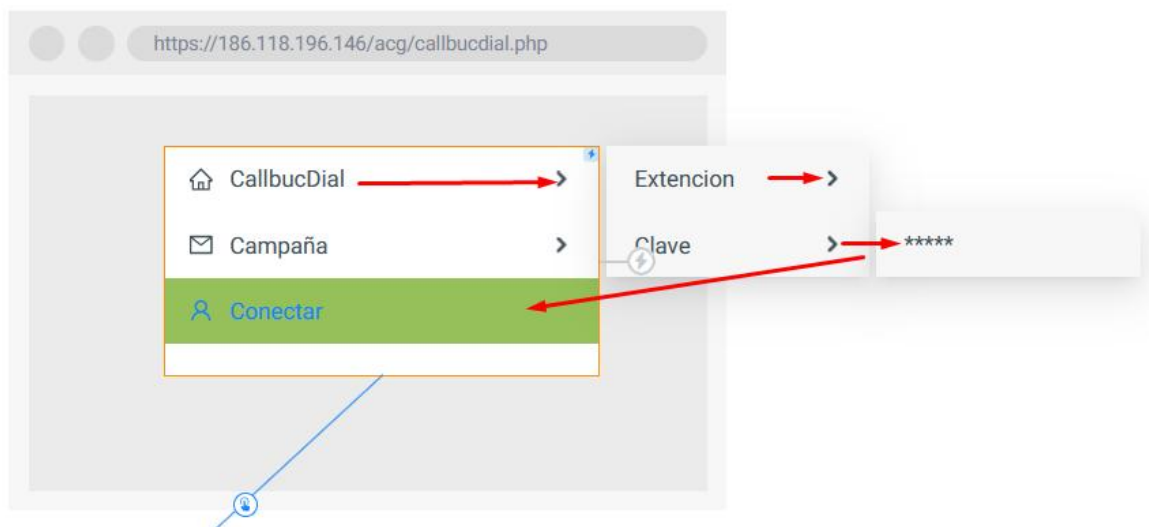 https://186.118.196.146/acg/callbucdial.php
CallbucDial
Extencion
Campaña
Clave
*****
Conectar